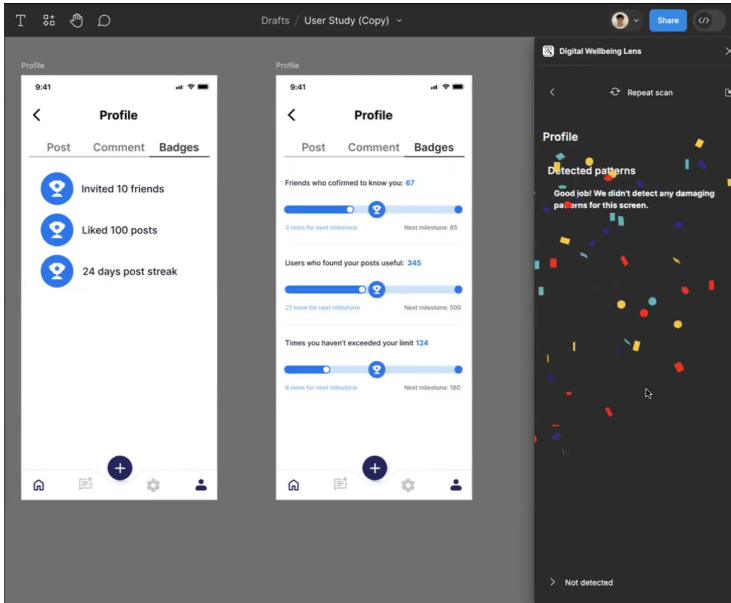 Drafts / User Study (Copy)
Share
Profile
9:41
Profile
Post Comment Badges
Invited 10 friends
Liked 100 posts
24 days post streak
Profile
9:41
Profile
Post Comment Badges
Friends who cofirmed to know you: 67
3 more for next milestone Next milestone: 85
Users who found your posts useful: 345
21 more for next milestone Next milestone: 500
Times you haven't exceeded your limit 124
8 more for next milestone Next milestone: 180
Digital Wellbeing Lens
Repeat scan
Profile
Detected patterns
Good job! We didn't detect any damaging
patterns for this screen.
Not detected